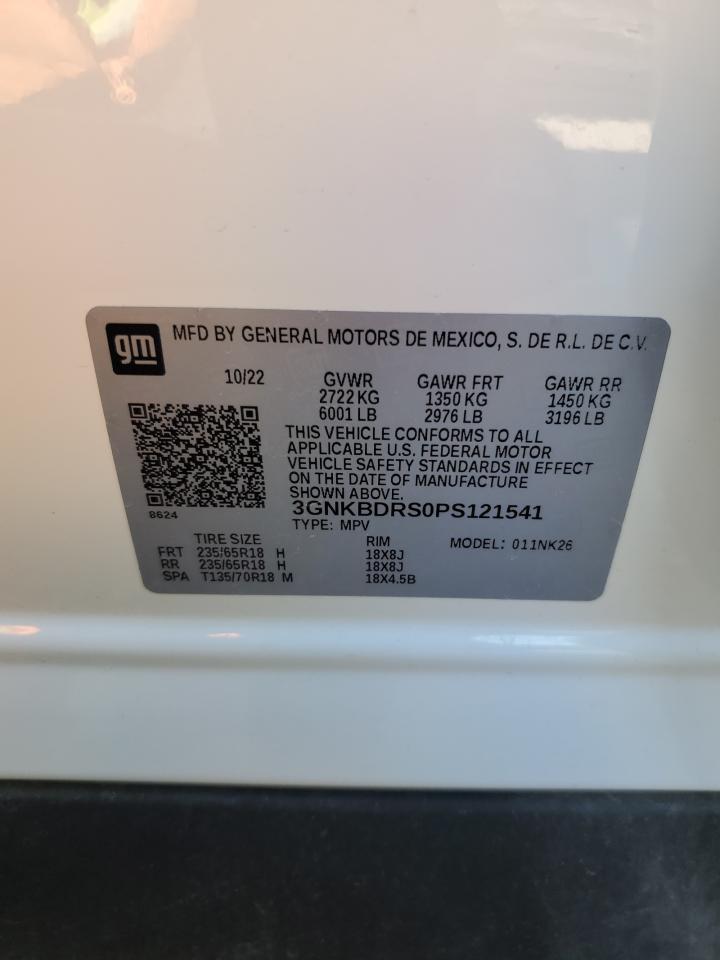 gm
MFD BY GENERAL MOTORS DE MEXICO, S. DE R.L. DE C.V.
10/22 GVWR GAWR FRT GAWR RR
2722 KG 1350 KG 1450 KG
6001 LB 2976 LB 3196 LB
THIS VEHICLE CONFORMS TO ALL
APPLICABLE U.S. FEDERAL MOTOR
VEHICLE SAFETY STANDARDS IN EFFECT
ON THE DATE OF MANUFACTURE
SHOWN ABOVE.
8624 3GNKBDRS0PS121541
TYPE: MPV
TIRE SIZE RIM MODEL: 011NK26
FRT 235/65R18 H 18X8J
RR 235/65R18 H 18X8J
SPA T135/70R18 M 18X4.5B